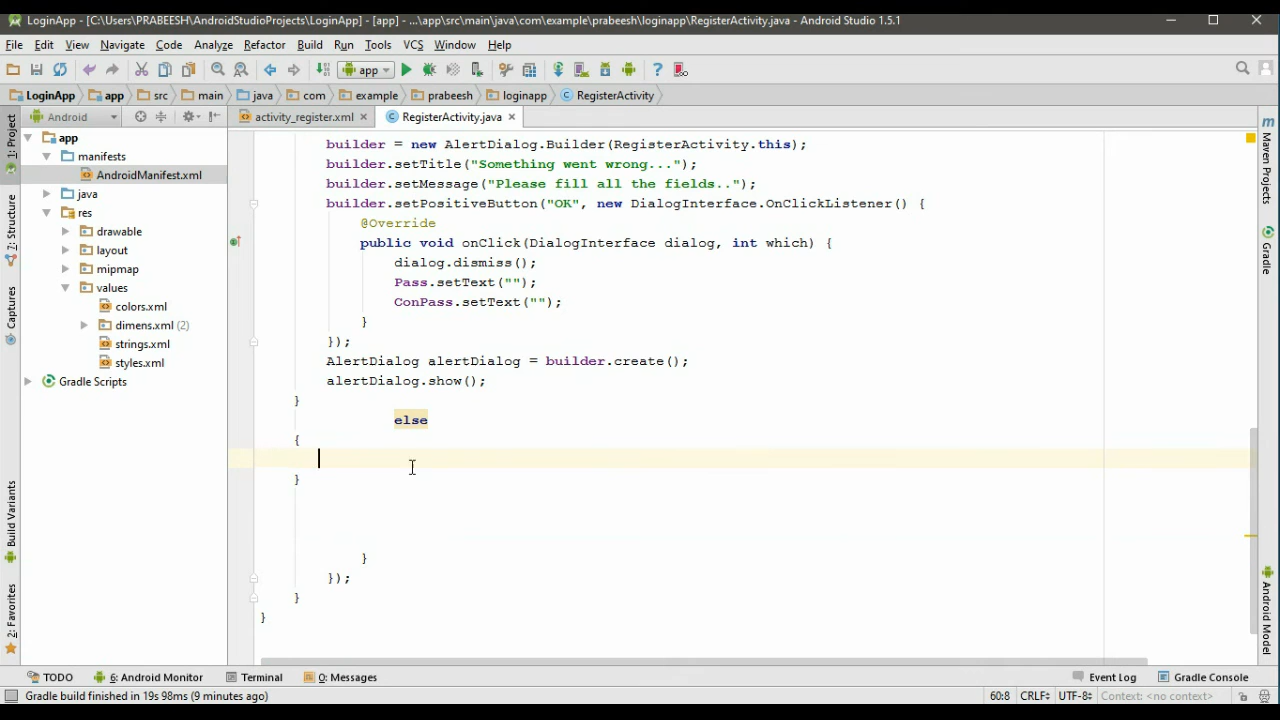 LoginApp - [C:\Users\PRABEESH\AndroidStudioProjects\LoginApp] - [app] - ...\app\src\main\java\com\example\prabeesh\loginapp\RegisterActivity.java - Android Studio 1.5.1
File Edit View Navigate Code Analyze Refactor Build Run Tools VCS Window Help
app
LoginApp app src main java com example prabeesh loginapp RegisterActivity
Android
activity_register.xml RegisterActivity.java
1: Project
7: Structure
Captures
Build Variants
2: Favorites
app
manifests
AndroidManifest.xml
java
res
drawable
layout
mipmap
values
colors.xml
dimens.xml (2)
strings.xml
styles.xml
Gradle Scripts
builder = new AlertDialog.Builder(RegisterActivity.this);
builder.setTitle("Something went wrong...");
builder.setMessage("Please fill all the fields..");
builder.setPositiveButton("OK", new DialogInterface.OnClickListener() {
@Override
public void onClick(DialogInterface dialog, int which) {
dialog.dismiss();
Pass.setText("");
ConPass.setText("");
}
});
AlertDialog alertDialog = builder.create();
alertDialog.show();
}
else
{
}
}
});
}
}
Maven Projects
Gradle
Android Model
TODO 6: Android Monitor Terminal 0: Messages Event Log Gradle Console
Gradle build finished in 19s 98ms (9 minutes ago) 60:8 CRLF UTF-8 Context: <no context>